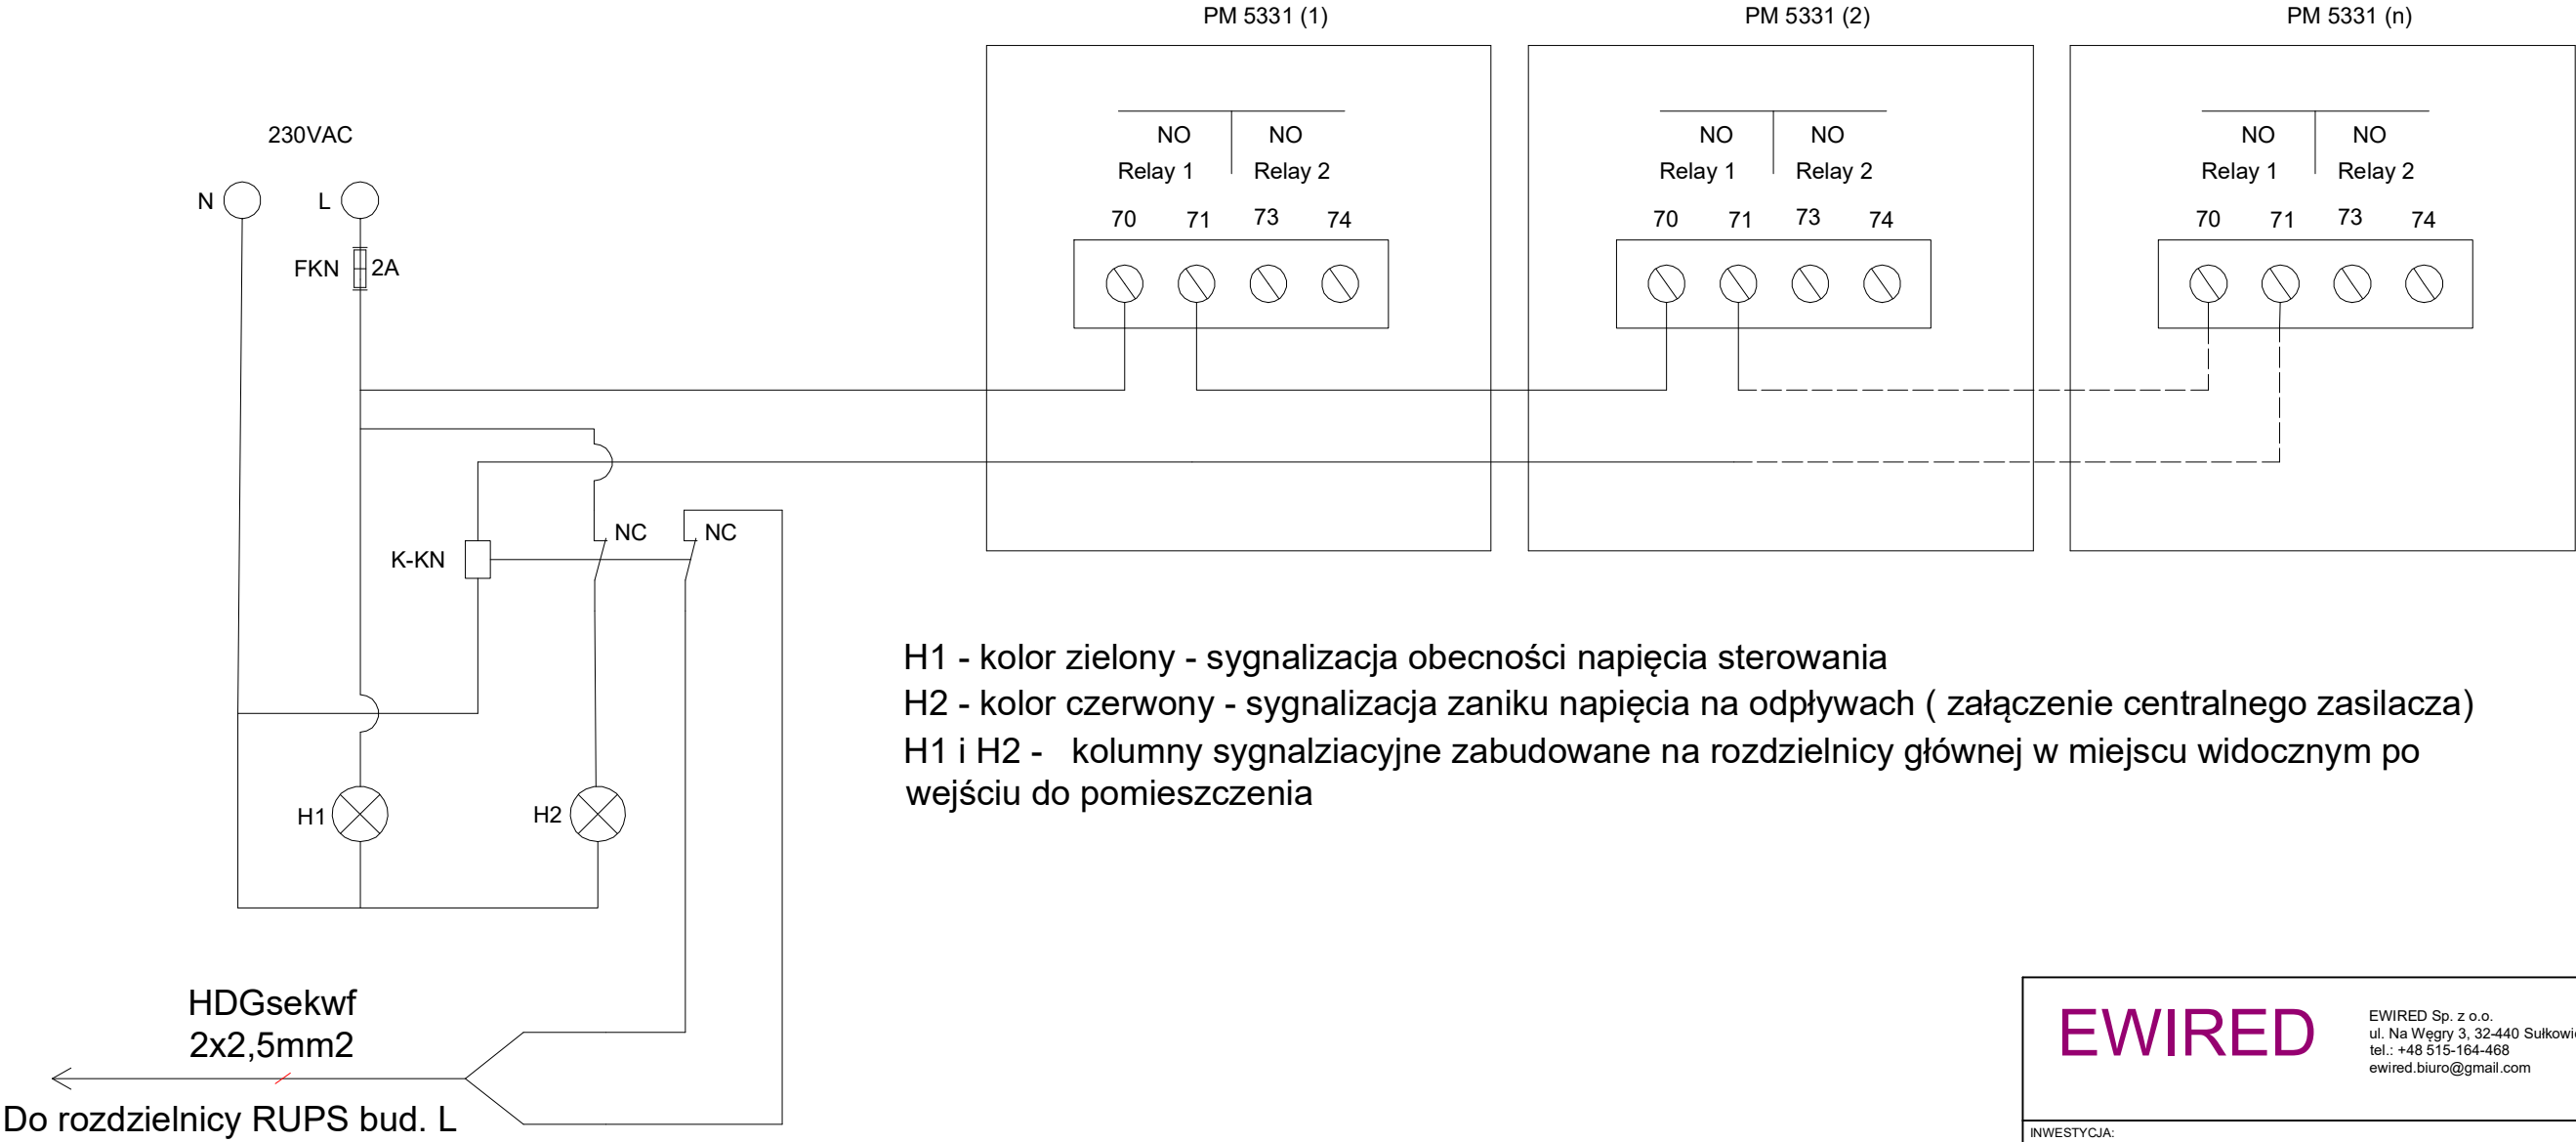 PM 5331 (1)
PM 5331 (2)
PM 5331 (n)
230VAC
N
L
FKN
2A
NO
NO
Relay 1
Relay 2
70
71
73
74
NO
NO
Relay 1
Relay 2
70
71
73
74
NO
NO
Relay 1
Relay 2
70
71
73
74
NC
NC
K-KN
H1
H2
H1 - kolor zielony - sygnalizacja obecności napięcia sterowania
H2 - kolor czerwony - sygnalizacja zaniku napięcia na odpływach ( załączenie centralnego zasilacza)
H1 i H2 - kolumny sygnalziacyjne zabudowane na rozdzielnicy głównej w miejscu widocznym po
wejściu do pomieszczenia
HDGsekwf
2x2,5mm2
Do rozdzielnicy RUPS bud. L
EWIRED
EWIRED Sp. z o.o.
ul. Na Węgry 3, 32-440
tel.: +48 515-164-468
ewired.biuro@gmail.com
INWESTYCJA: